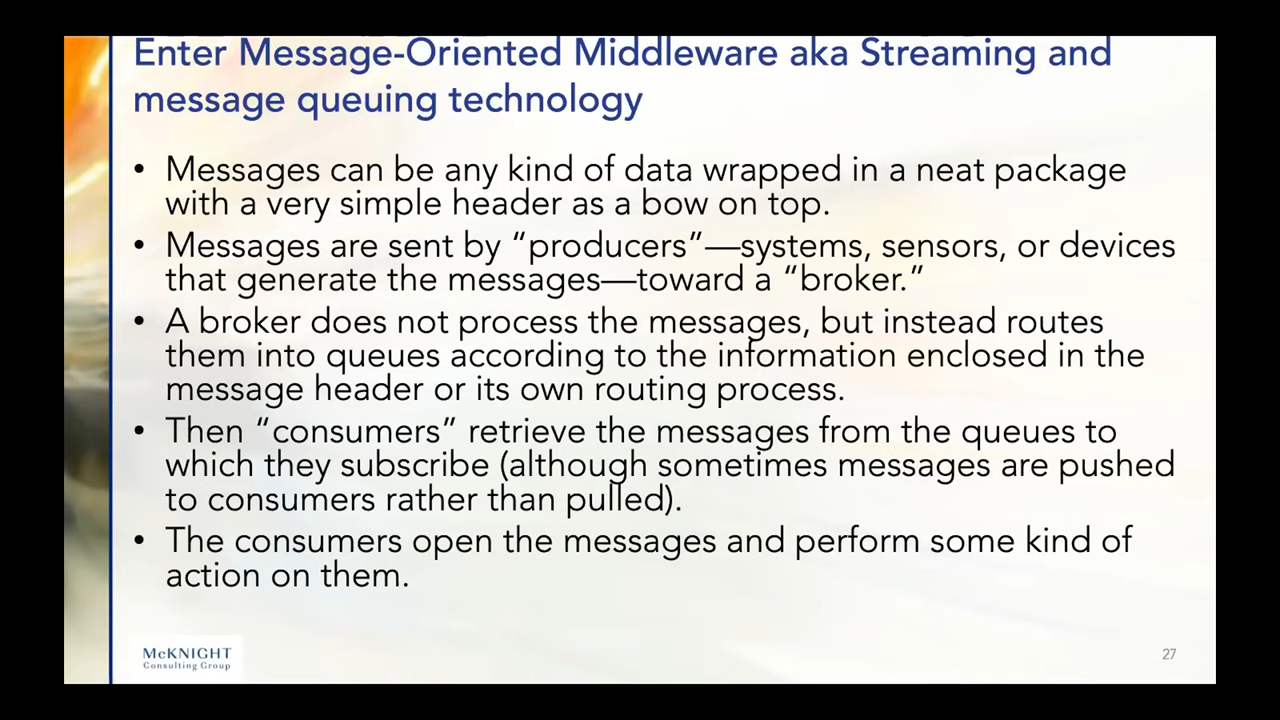 Enter Message-Oriented Middleware aka Streaming and
message queuing technology
• Messages can be any kind of data wrapped in a neat package
with a very simple header as a bow on top.
• Messages are sent by “producers”—systems, sensors, or devices
that generate the messages—toward a “broker.”
• A broker does not process the messages, but instead routes
them into queues according to the information enclosed in the
message header or its own routing process.
• Then “consumers” retrieve the messages from the queues to
which they subscribe (although sometimes messages are pushed
to consumers rather than pulled).
• The consumers open the messages and perform some kind of
action on them.
McKNIGHT
Consulting Group
27